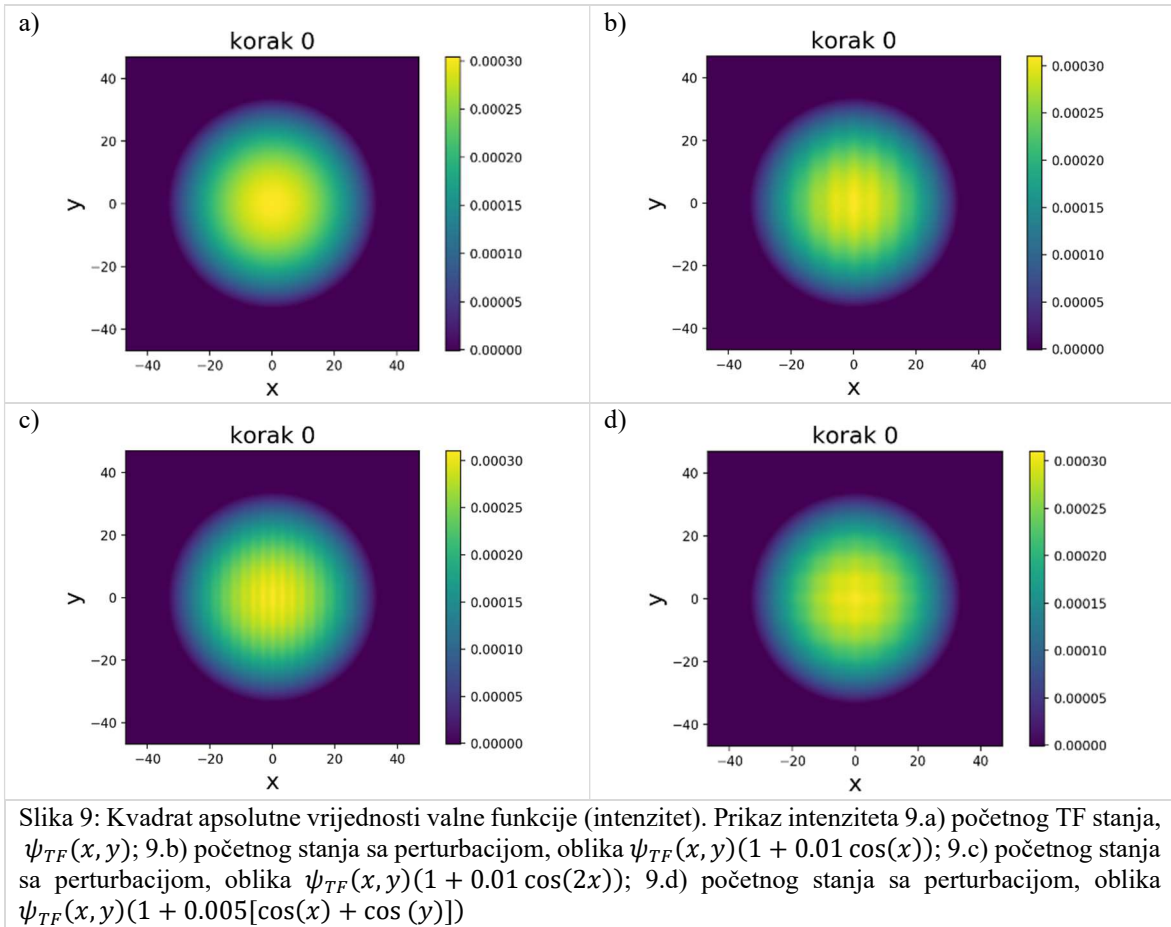 a)
korak 0
40
20
0
−20
−40
y
−40 −20 0 20 40
x
0.00030
0.00025
0.00020
0.00015
0.00010
0.00005
0.00000
b)
korak 0
40
20
0
−20
−40
y
−40 −20 0 20 40
x
0.00030
0.00025
0.00020
0.00015
0.00010
0.00005
0.00000
c)
korak 0
40
20
0
−20
−40
y
−40 −20 0 20 40
x
0.00030
0.00025
0.00020
0.00015
0.00010
0.00005
0.00000
d)
korak 0
40
20
0
−20
−40
y
−40 −20 0 20 40
x
0.00030
0.00025
0.00020
0.00015
0.00010
0.00005
0.00000
Slika 9: Kvadrat apsolutne vrijednosti valne funkcije (intenzitet). Prikaz intenziteta 9.a) početnog TF stanja,
𝜓𝑇𝐹(𝑥, 𝑦); 9.b) početnog stanja sa perturbacijom, oblika 𝜓𝑇𝐹(𝑥, 𝑦)(1 + 0.01 cos(𝑥)); 9.c) početnog stanja
sa perturbacijom, oblika 𝜓𝑇𝐹(𝑥, 𝑦)(1 + 0.01 cos(2𝑥)); 9.d) početnog stanja sa perturbacijom, oblika
𝜓𝑇𝐹(𝑥, 𝑦)(1 + 0.005[cos(𝑥) + cos (𝑦)])